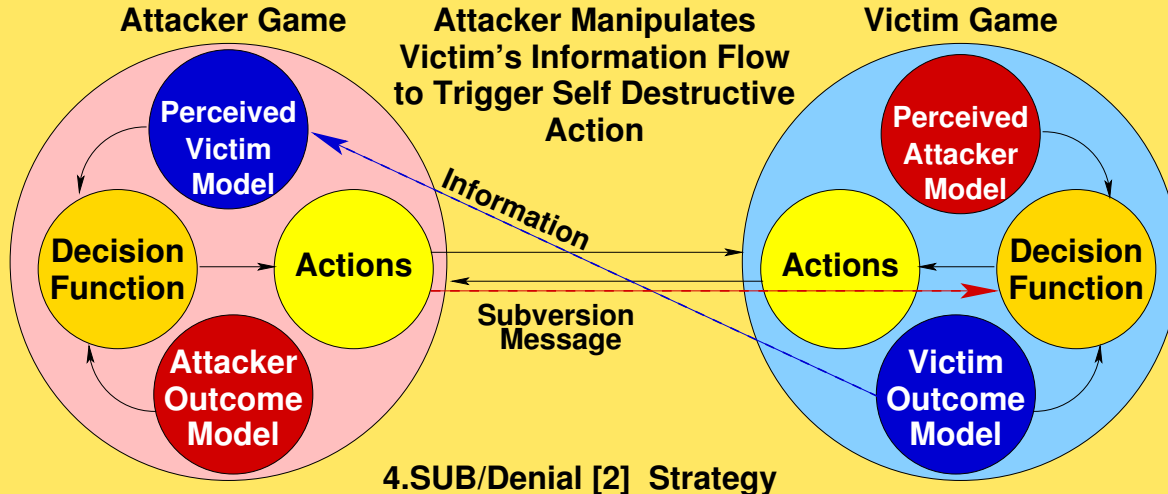 Attacker Game
Attacker Manipulates
Victim's Information Flow
to Trigger Self Destructive
Action
Victim Game
Perceived
Victim
Model
Decision
Function
Actions
Attacker
Outcome
Model
Information
Subversion
Message
Perceived
Attacker
Model
Actions
Decision
Function
Victim
Outcome
Model
4.SUB/Denial [2] Strategy